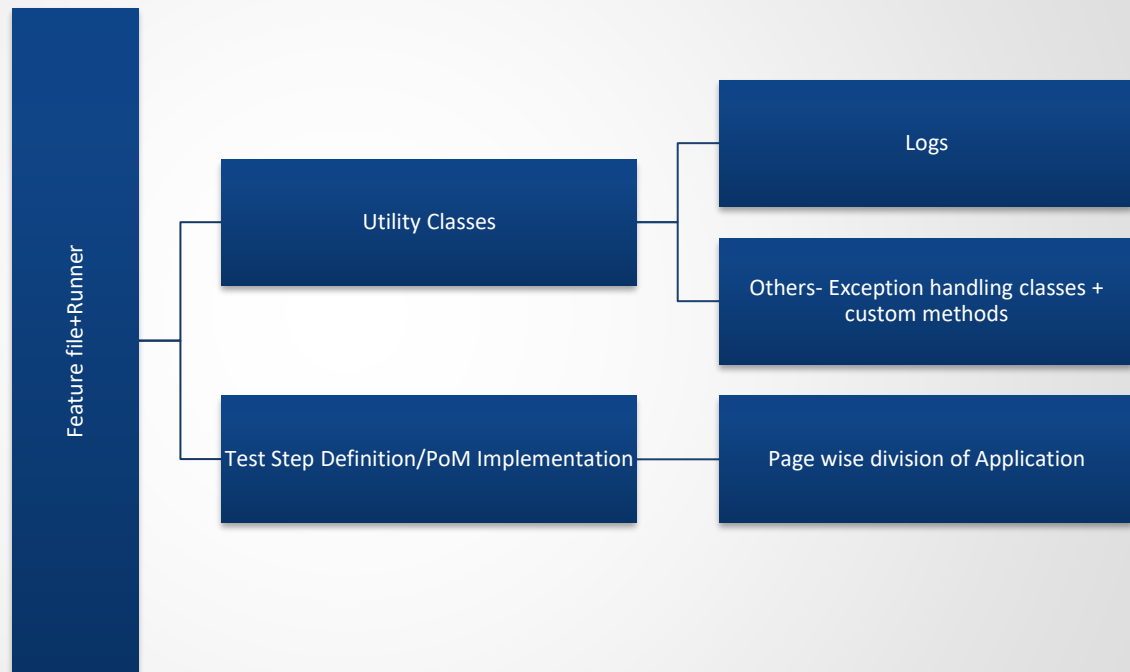 Feature file+Runner
Utility Classes
Logs
Others- Exception handling classes +
custom methods
Test Step Definition/PoM Implementation
Page wise division of Application